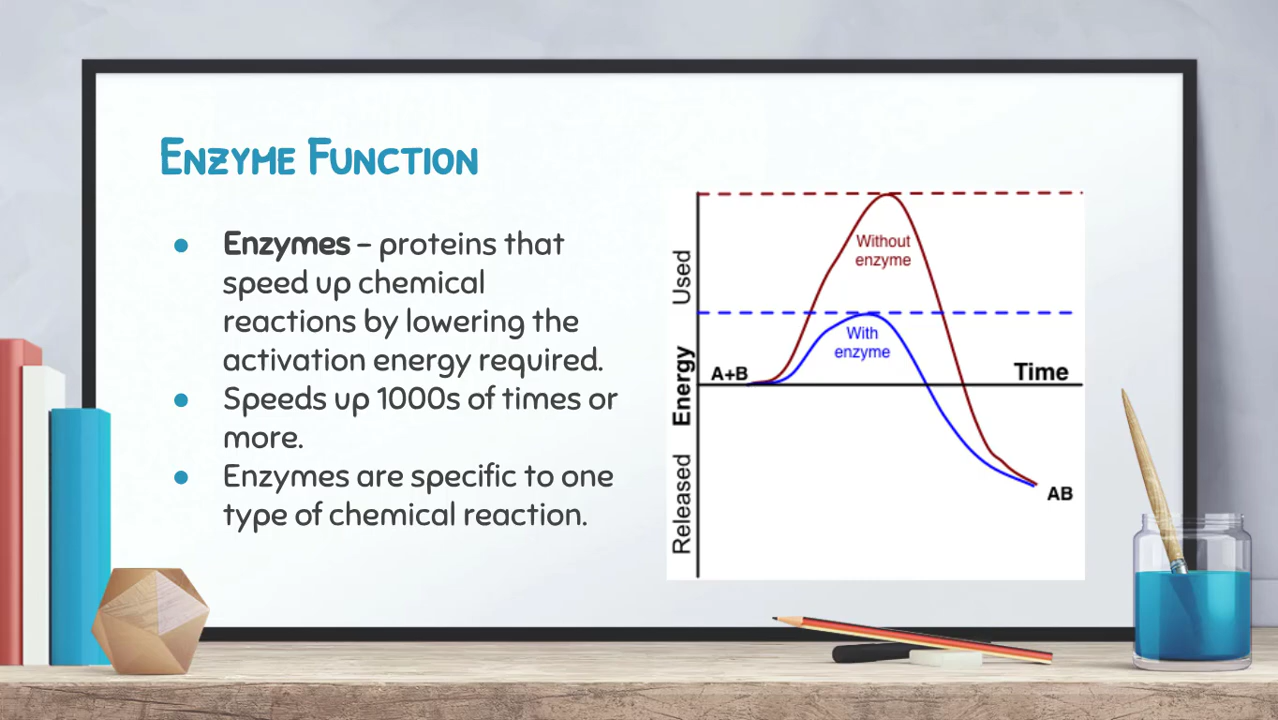 Enzyme Function
● Enzymes – proteins that
speed up chemical
reactions by lowering the
activation energy required.
● Speeds up 1000s of times or
more.
● Enzymes are specific to one
type of chemical reaction.
Used
Energy
Released
Without
enzyme
With
enzyme
A+B
Time
AB